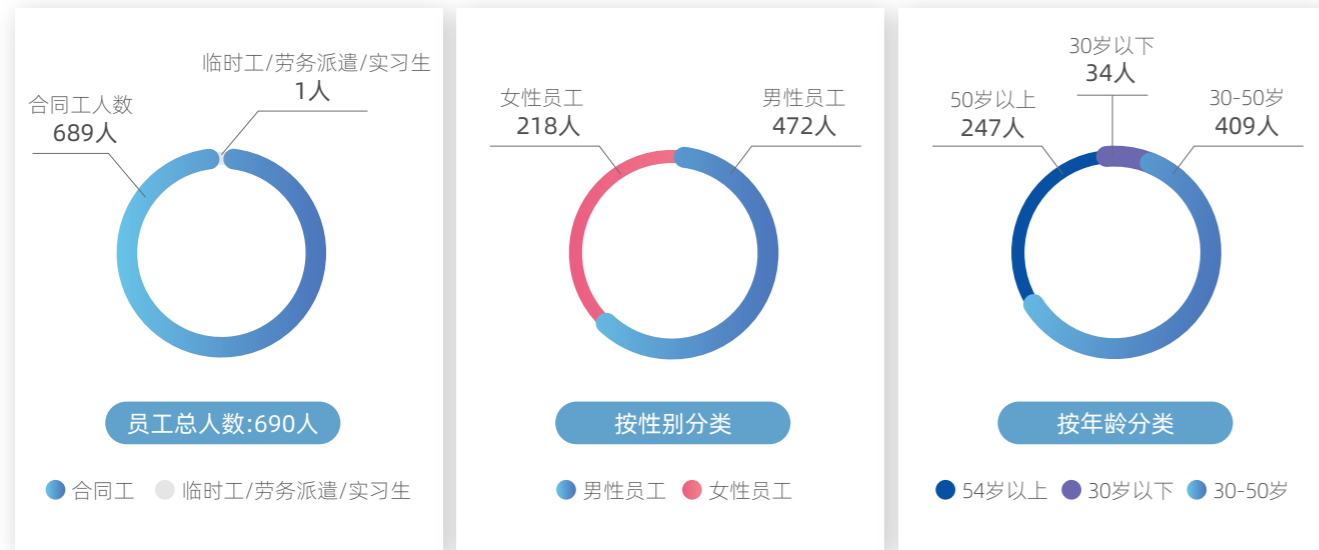 临时工/劳务派遣/实习生
1人
合同工人数
689人
员工总人数:690人
合同工
临时工/劳务派遣/实习生
女性员工
218人
男性员工
472人
按性别分类
男性员工
女性员工
30岁以下
34人
50岁以上
247人
30-50岁
409人
按年龄分类
54岁以上
30岁以下
30-50岁